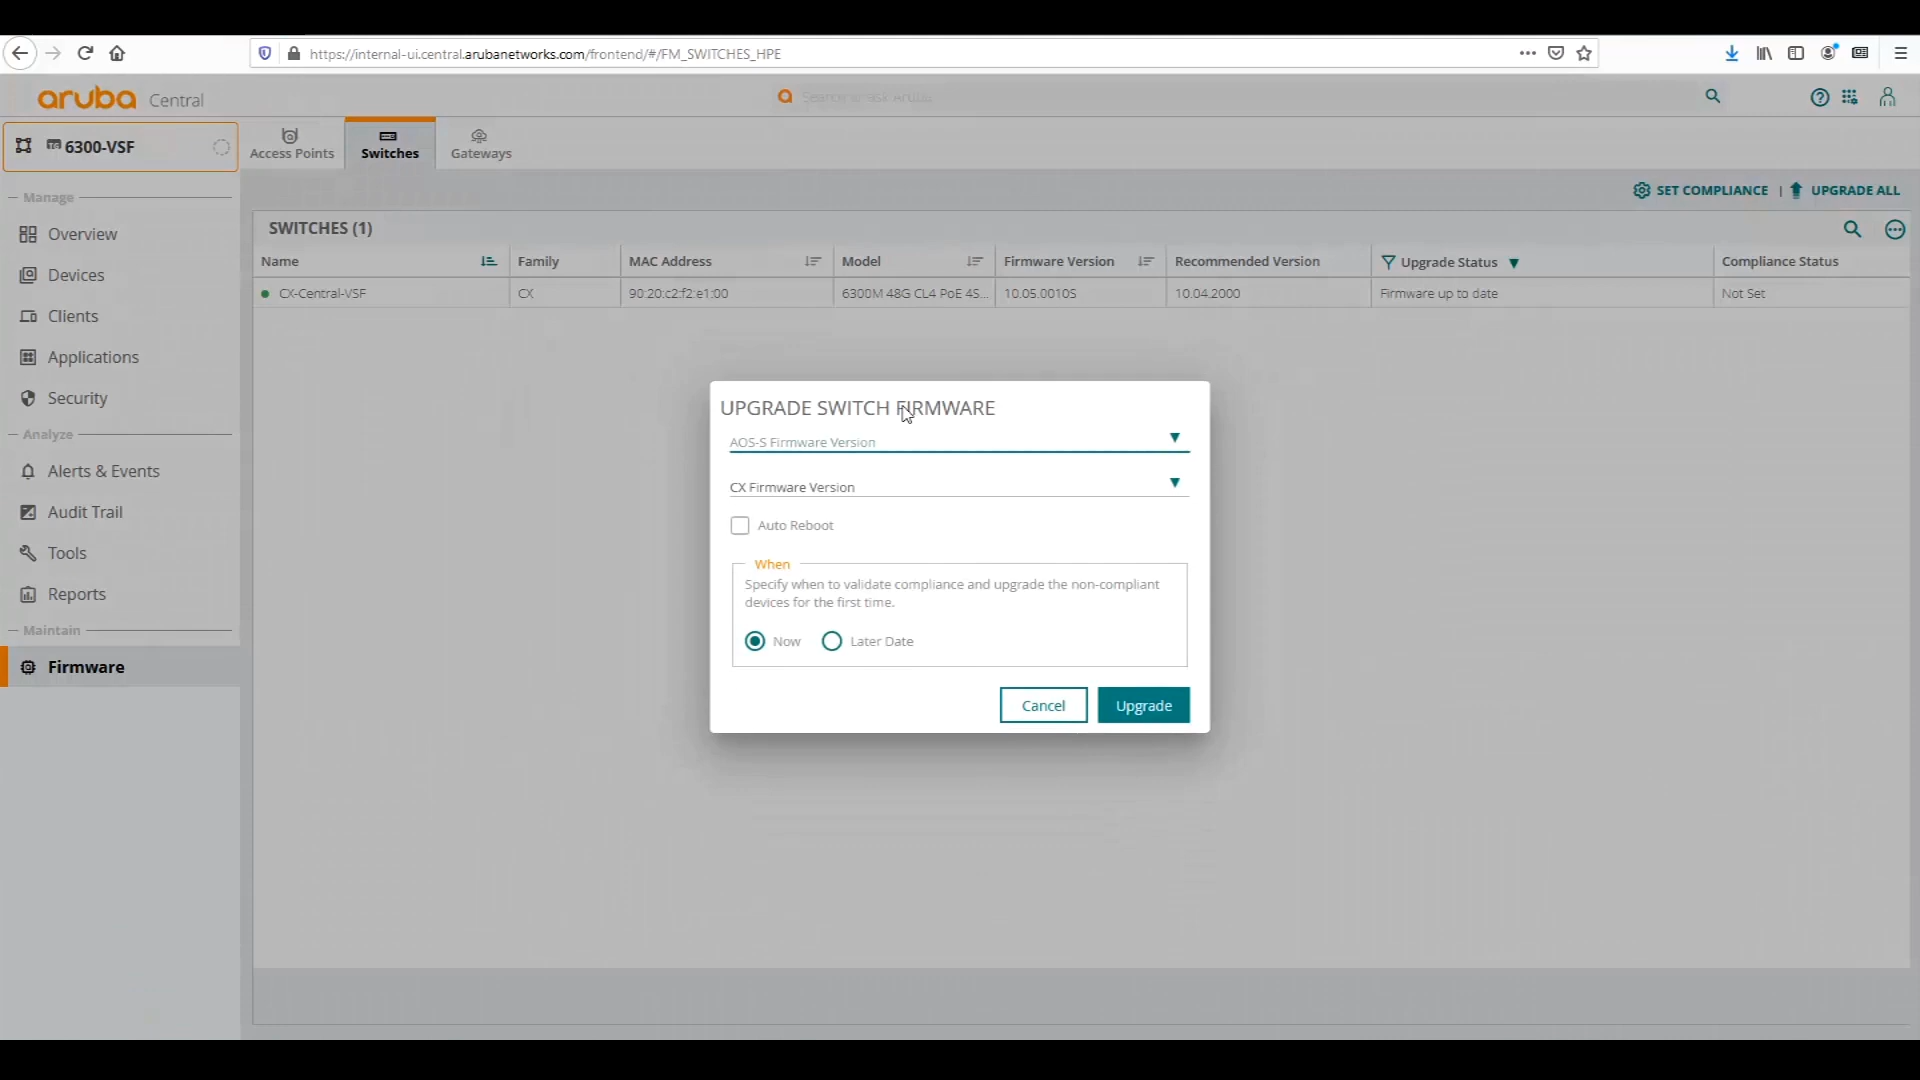 https://internal-ui.central.arubanetworks.com/frontend/#/FM_SWITCHES_HPE
aruba Central
Search or ask Aruba
6300-VSF
Access Points
Switches
Gateways
Manage
Overview
Devices
Clients
Applications
Security
Analyze
Alerts & Events
Audit Trail
Tools
Reports
Maintain
Firmware
SET COMPLIANCE | UPGRADE ALL
SWITCHES (1)
Name Family MAC Address Model Firmware Version Recommended Version Upgrade Status Compliance Status
CX-Central-VSF CX 90:20:c2:f2:e1:00 6300M 48G CL4 PoE 4S... 10.05.0010S 10.04.2000 Firmware up to date Not Set
UPGRADE SWITCH FIRMWARE
AOS-S Firmware Version
CX Firmware Version
Auto Reboot
When
Specify when to validate compliance and upgrade the non-compliant
devices for the first time.
Now Later Date
Cancel Upgrade